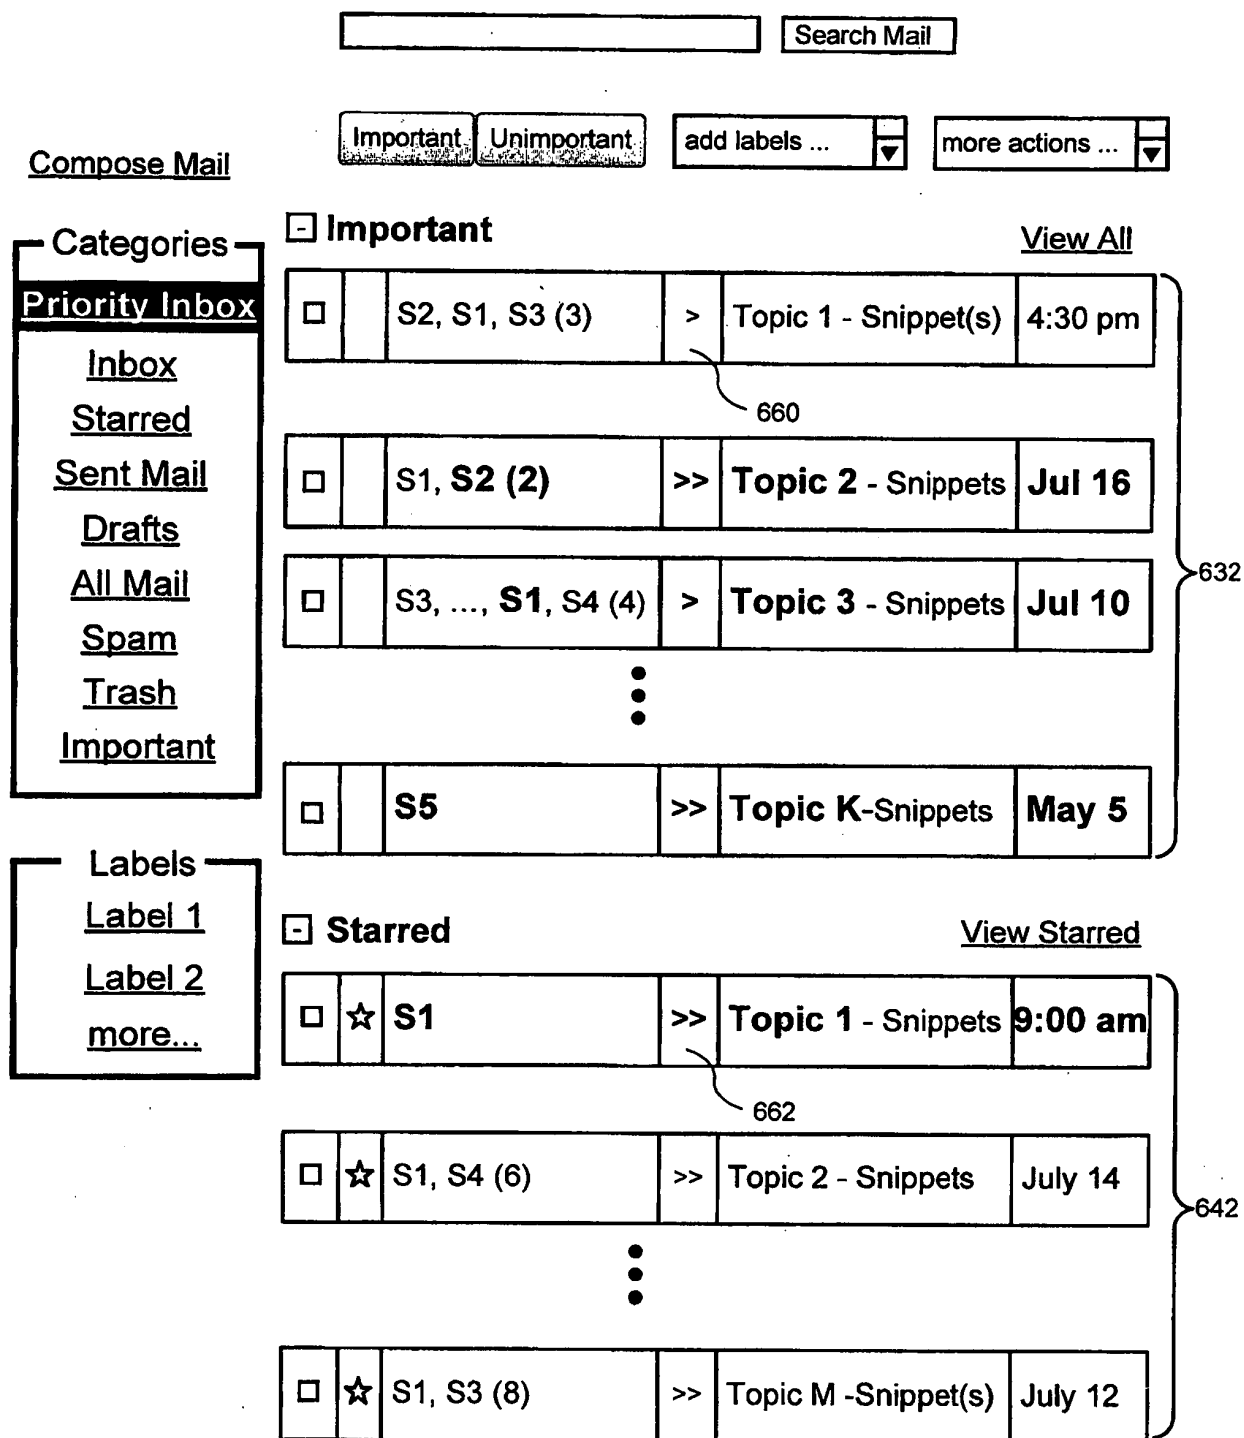 Search Mail
Important Unimportant add labels ... more actions ...
Compose Mail
Categories
Priority Inbox
Inbox
Starred
Sent Mail
Drafts
All Mail
Spam
Trash
Important
Labels
Label 1
Label 2
more...
- Important View All
S2, S1, S3 (3) > Topic 1 - Snippet(s) 4:30 pm
660
S1, S2 (2) >> Topic 2 - Snippets Jul 16
632
S3, ..., S1, S4 (4) > Topic 3 - Snippets Jul 10
S5 >> Topic K-Snippets May 5
- Starred View Starred
☆ S1 >> Topic 1 - Snippets 9:00 am
662
☆ S1, S4 (6) >> Topic 2 - Snippets July 14
642
☆ S1, S3 (8) >> Topic M -Snippet(s) July 12